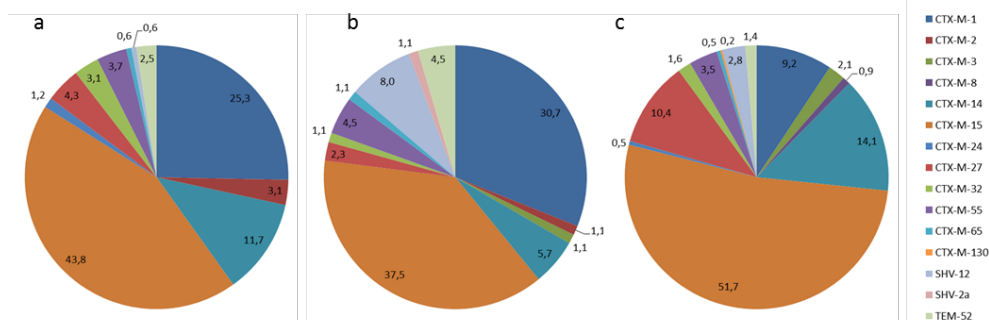 a
0,6
0,6
2,5
3,7
3,1
4,3
1,2
25,3
3,1
11,7
43,8
b
1,1
4,5
8,0
1,1
4,5
1,1
2,3
30,7
1,1
1,1
5,7
37,5
c
0,5
0,2
1,4
2,8
3,5
1,6
10,4
0,5
9,2
2,1
0,9
14,1
51,7
CTX-M-1
CTX-M-2
CTX-M-3
CTX-M-8
CTX-M-14
CTX-M-15
CTX-M-24
CTX-M-27
CTX-M-32
CTX-M-55
CTX-M-65
CTX-M-130
SHV-12
SHV-2a
TEM-52